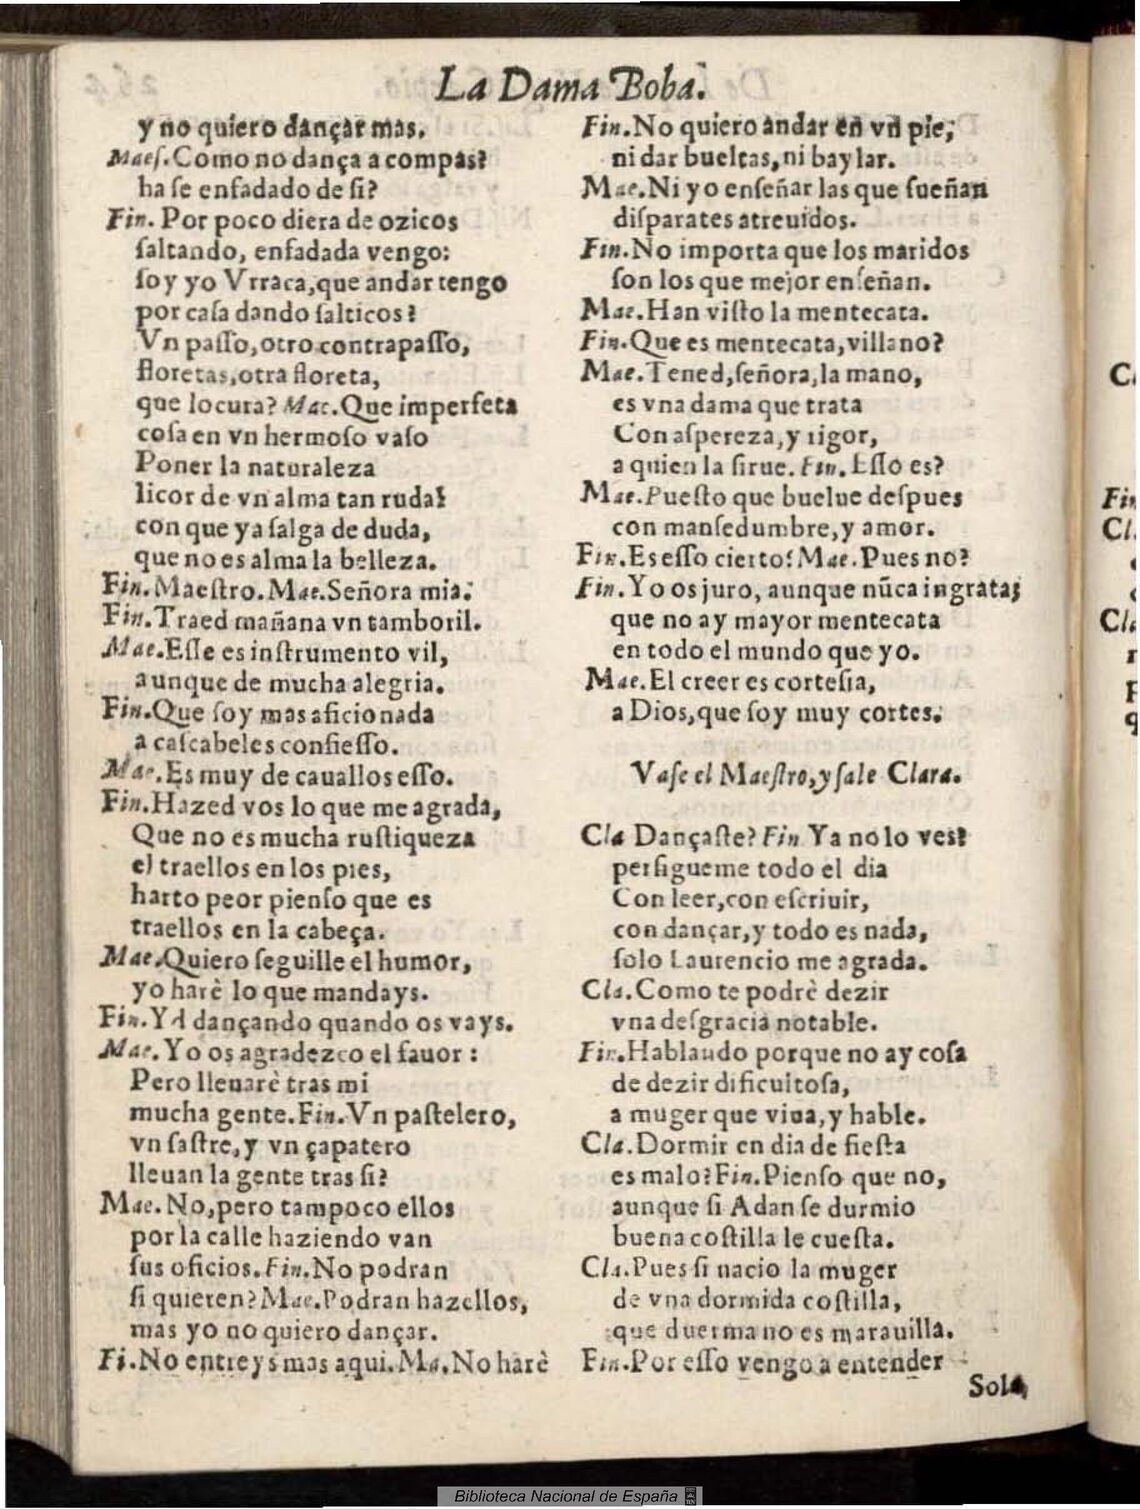 La Dama Boba.
y no quiero dançar mas.
Maes. Como no dança a compas?
ha se enfadado de si?
Fin. Por poco diera de ozicos
saltando, enfadada vengo:
soy yo Vrraca, que andar tengo
por casa dando salticos?
Vn passo, otro contrapasso,
floretas, otra floreta,
que locura? Mae. Que imperfeta
cosa en vn hermoso vaso
Poner la naturaleza
licor de vn alma tan ruda?
con que ya salga de duda,
que no es alma la belleza.
Fin. Maestro. Mae. Señora mia:
Fin. Traed mañana vn tamboril.
Mae. Esse es instrumento vil,
aunque de mucha alegria.
Fin. Que soy mas aficionada
a cascabeles confiesso.
Mae. Es muy de cauallos esso.
Fin. Hazed vos lo que me agrada,
Que no es mucha rustiqueza
el traellos en los pies,
harto peor pienso que es
traellos en la cabeça.
Mae. Quiero seguille el humor,
yo harè lo que mandays.
Fin. Yd dançando quando os vays.
Mae. Yo os agradezco el fauor:
Pero lleuarè tras mi
mucha gente. Fin. Vn pastelero,
vn sastre, y vn çapatero
lleuan la gente tras si?
Mae. No, pero tampoco ellos
por la calle haziendo van
sus oficios. Fin. No podran
si quieren? Mae. Podran hazellos,
mas yo no quiero dançar.
Fi. No entreys mas aqui. Ma. No harè
Fin. No quiero andar en vn pie,
ni dar bueltas, ni baylar.
Mae. Ni yo enseñar las que sueñan
disparates atreuidos.
Fin. No importa que los maridos
son los que mejor enseñan.
Mae. Han visto la mentecata.
Fin. Que es mentecata, villano?
Mae. Tened, señora, la mano,
es vna dama que trata
Con aspereza, y rigor,
a quien la sirue. Fin. Esso es?
Mae. Puesto que buelue despues
con mansedumbre, y amor.
Fin. Es esso cierto? Mae. Pues no?
Fin. Yo os juro, aunque nũca ingrata;
que no ay mayor mentecata
en todo el mundo que yo.
Mae. El creer es cortesia,
a Dios, que soy muy cortes.
Vase el Maestro, y sale Clara.
Cla Dançaste? Fin Ya no lo ves?
persigueme todo el dia
Con leer, con escriuir,
con dançar, y todo es nada,
solo Laurencio me agrada.
Cla. Como te podrè dezir
vna desgracia notable.
Fin. Hablando porque no ay cosa
de dezir dificultosa,
a muger que viua, y hable.
Cla. Dormir en dia de fiesta
es malo? Fin. Pienso que no,
aunque si Adan se durmio
buena costilla le cuesta.
Cla. Pues si nacio la muger
de vna dormida costilla,
que duerma no es marauilla.
Fin. Por esso vengo a entender
Sola,
Biblioteca Nacional de España